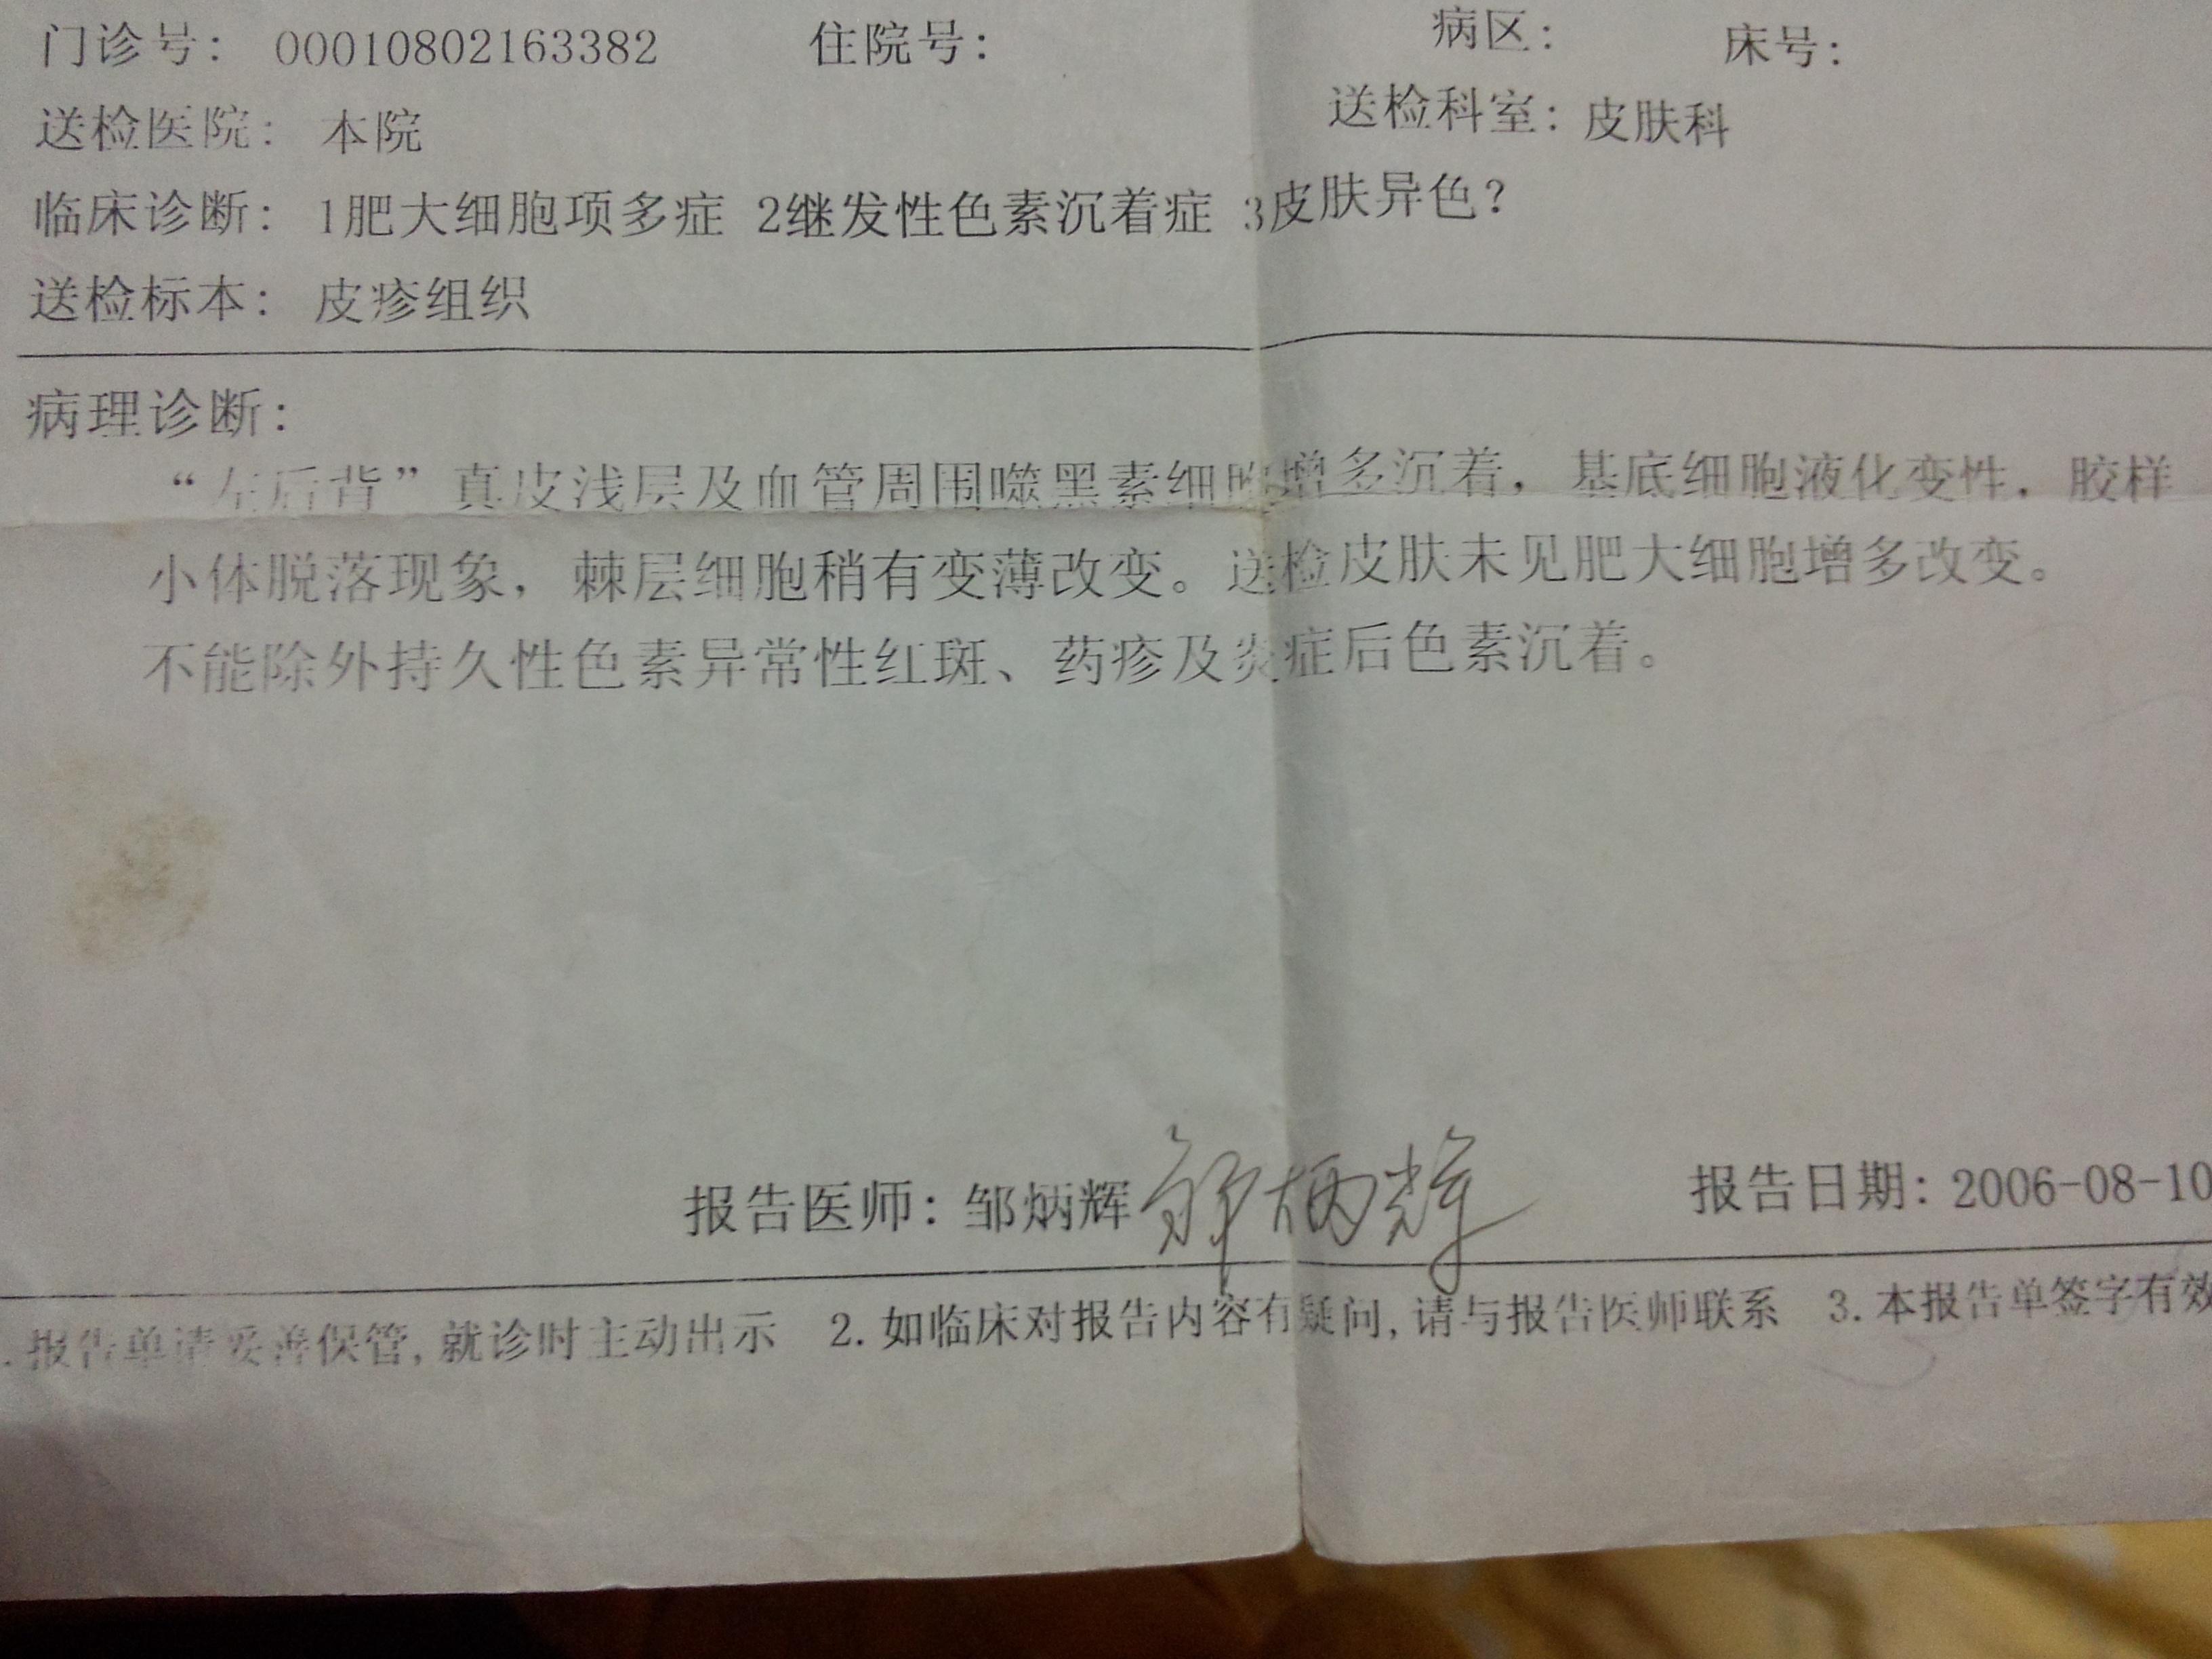 门诊号: 00010802163382 住院号: 病区: 床号:
送检医院: 本院 送检科室: 皮肤科
临床诊断: 1肥大细胞项多症 2继发性色素沉着症 3皮肤异色?
送检标本: 皮疹组织
病理诊断:
“左后背”真皮浅层及血管周围噬黑素细胞增多沉着, 基底细胞液化变性. 胶样
小体脱落现象, 棘层细胞稍有变薄改变。送检皮肤未见肥大细胞增多改变。
不能除外持久性色素异常性红斑、药疹及炎症后色素沉着。
报告医师: 邹炳辉 邹炳辉 报告日期: 2006-08-10
.报告单请妥善保管, 就诊时主动出示 2. 如临床对报告内容有疑问, 请与报告医师联系 3. 本报告单签字有效